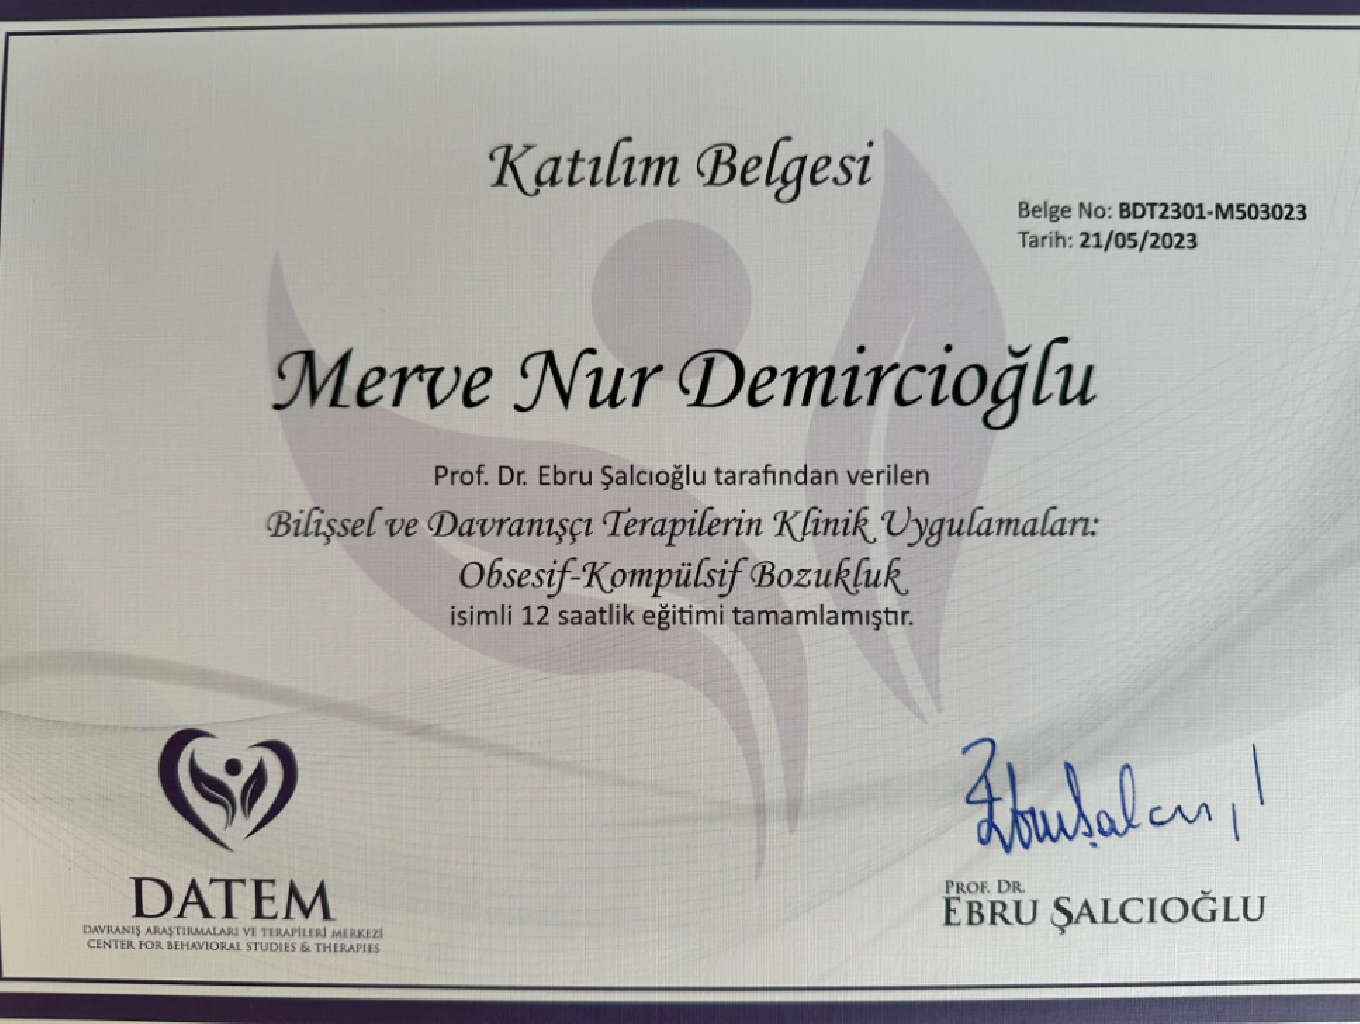 Katılım Belgesi
Belge No: BDT2301-M503023
Tarih: 21/05/2023
Merve Nur Demircioğlu
Prof. Dr. Ebru Şalcıoğlu tarafından verilen
Bilişsel ve Davranışçı Terapilerin Klinik Uygulamaları:
Obsesif-Kompülsif Bozukluk
isimli 12 saatlik eğitimi tamamlamıştır.
DATEM
DAVRANIŞ ARAŞTIRMALARI VE TERAPİLERİ MERKEZİ
CENTER FOR BEHAVIORAL STUDIES & THERAPIES
PROF. DR.
EBRU ŞALCIOĞLU